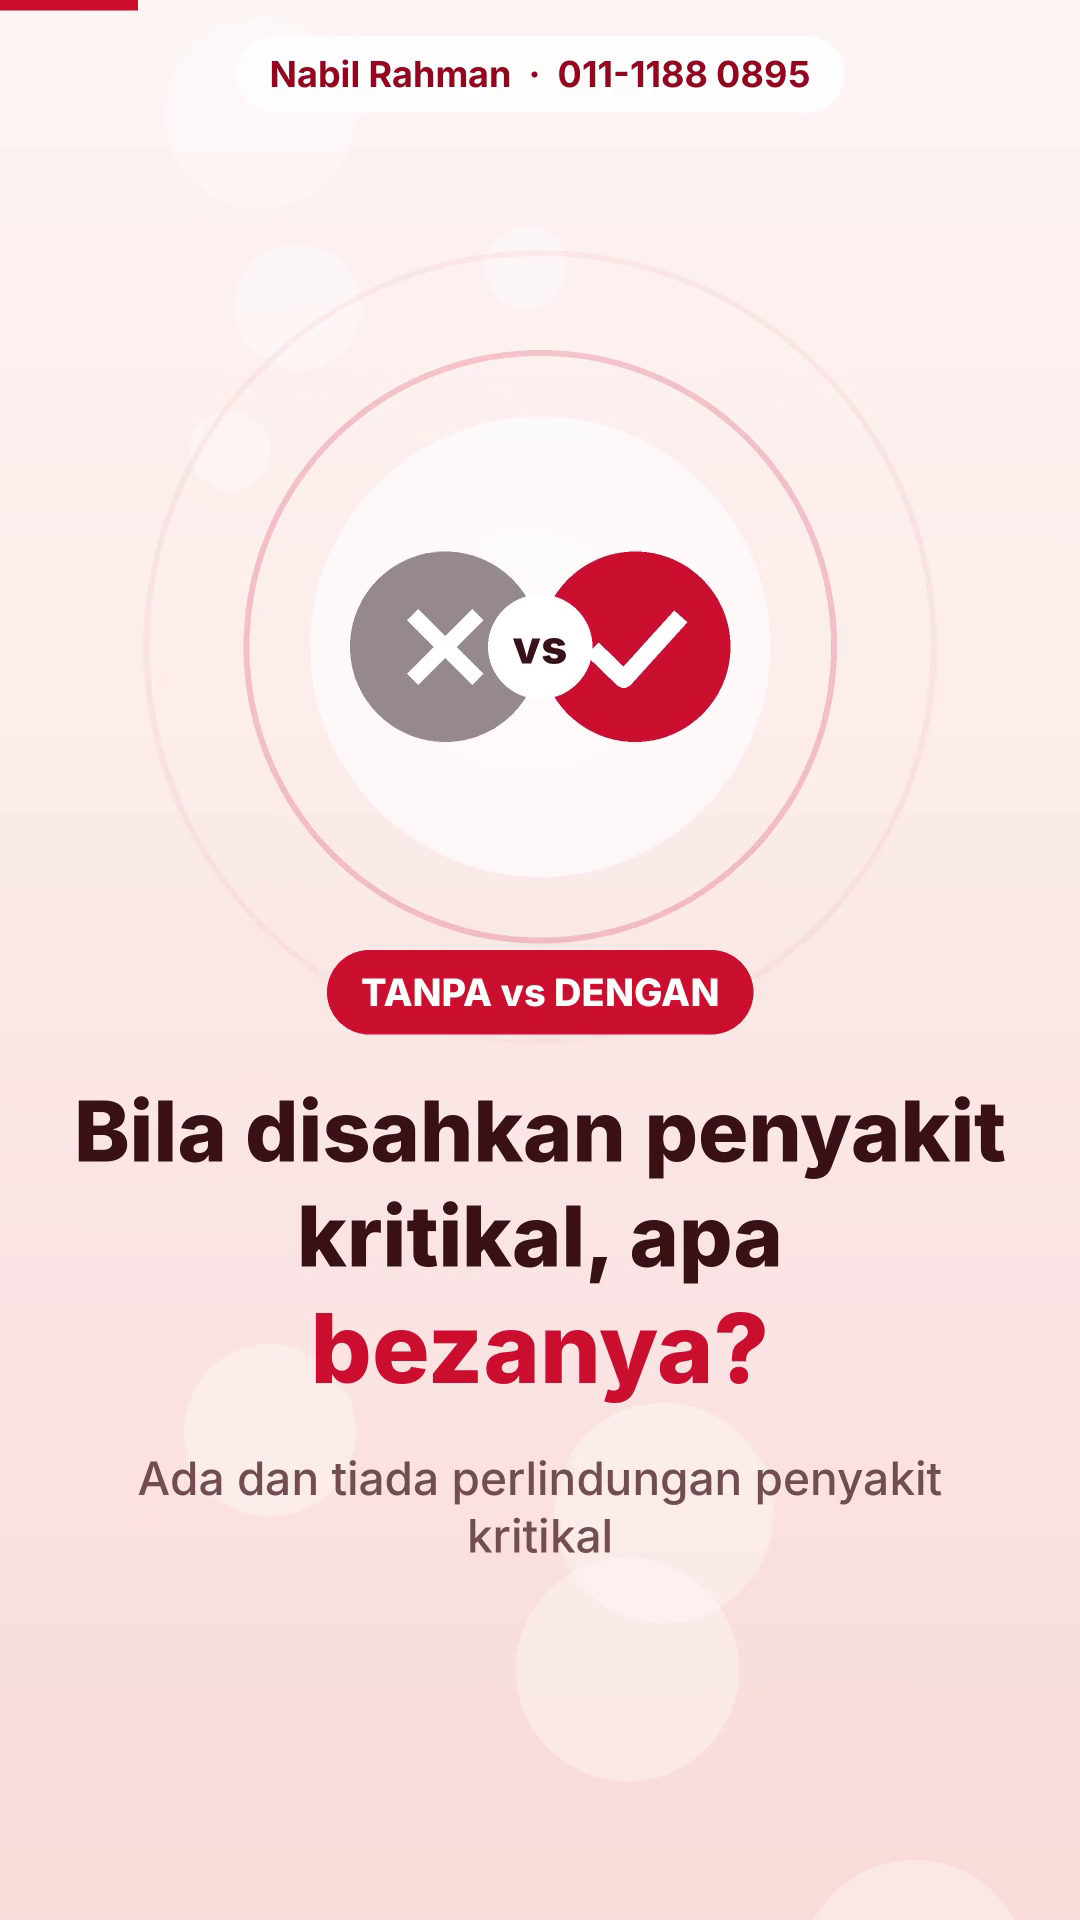 Nabil Rahman · 011-1188 0895
vs
TANPA vs DENGAN
Bila disahkan penyakit
kritikal, apa
bezanya?
Ada dan tiada perlindungan penyakit
kritikal